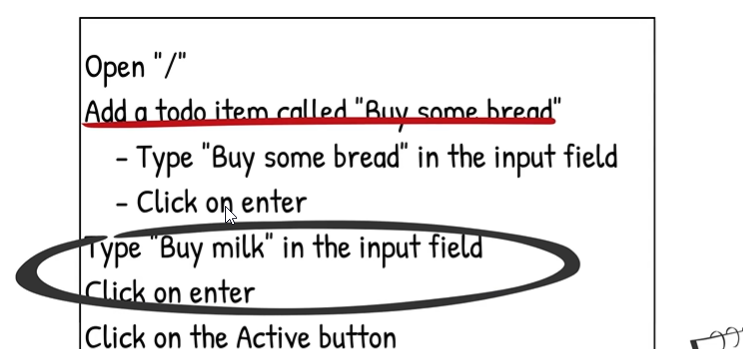 Open "/"
Add a todo item called "Buy some bread"
- Type "Buy some bread" in the input field
- Click on enter
Type "Buy milk" in the input field
Click on enter
Click on the Active button